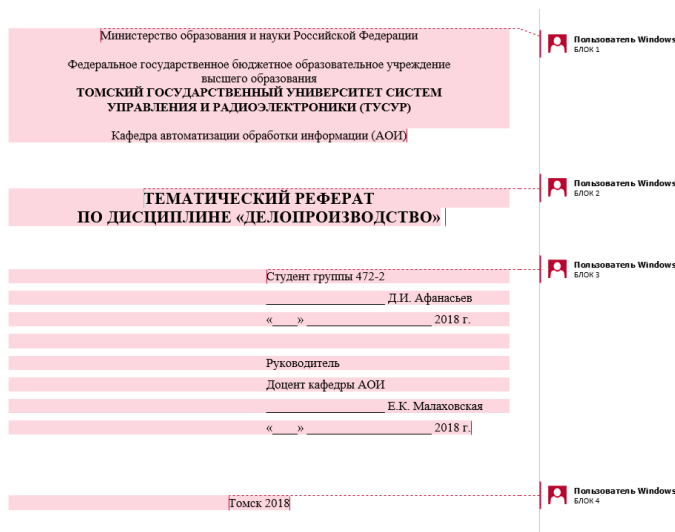 Министерство образования и науки Российской Федерации
Пользователь Windows
БЛОК 1
Федеральное государственное бюджетное образовательное учреждение
высшего образования
ТОМСКИЙ ГОСУДАРСТВЕННЫЙ УНИВЕРСИТЕТ СИСТЕМ
УПРАВЛЕНИЯ И РАДИОЭЛЕКТРОНИКИ (ТУСУР)
Кафедра автоматизации обработки информации (АОИ)
Пользователь Windows
БЛОК 2
ТЕМАТИЧЕСКИЙ РЕФЕРАТ
ПО ДИСЦИПЛИНЕ «ДЕЛОПРОИЗВОДСТВО»
Пользователь Windows
БЛОК 3
Студент группы 472-2
____________________ Д.И. Афанасьев
«____» _____________________ 2018 г.
Руководитель
Доцент кафедры АОИ
____________________ Е.К. Малаховская
«____» _____________________ 2018 г.
Пользователь Windows
БЛОК 4
Томск 2018